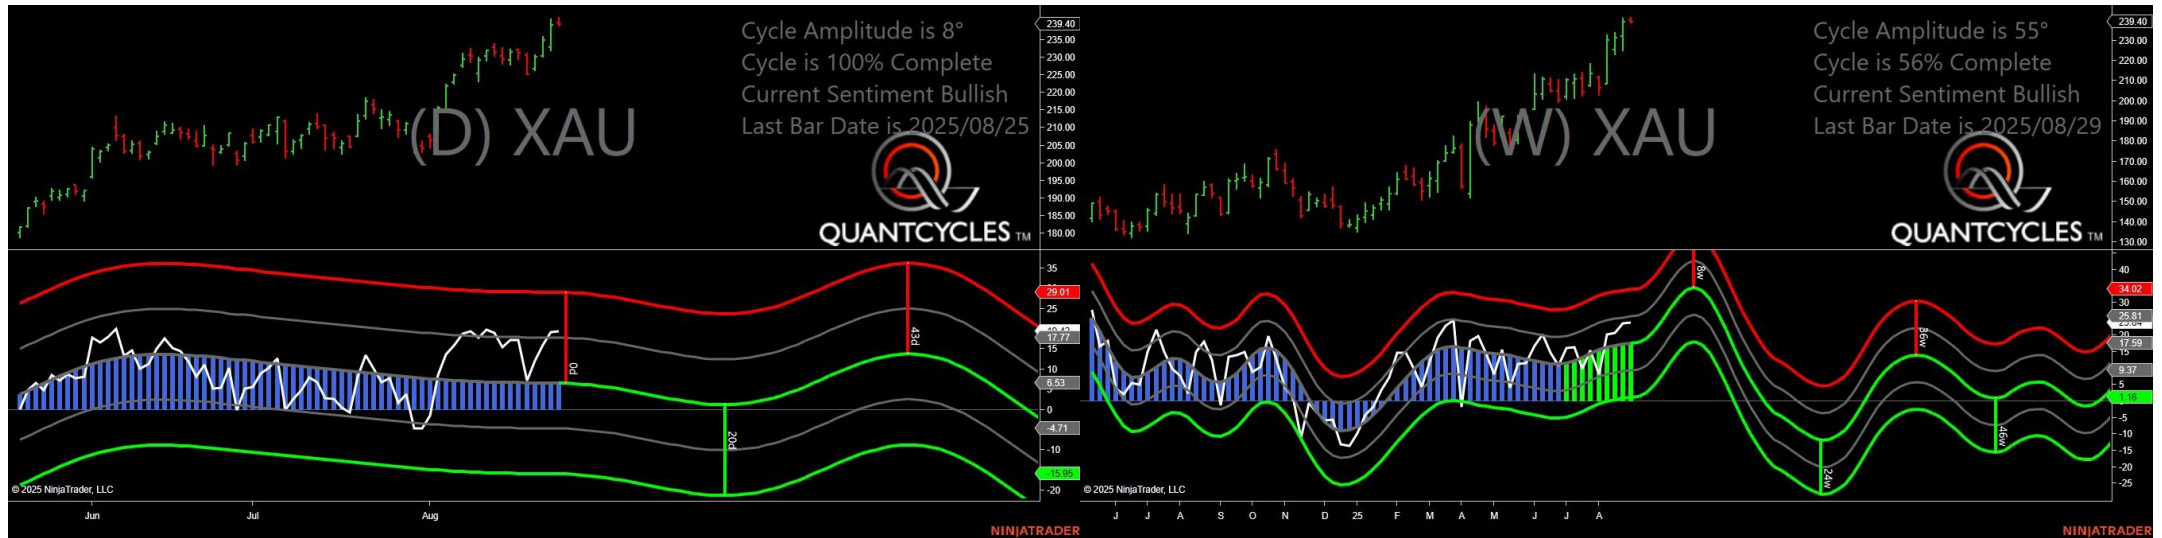 Cycle Amplitude is 8°
Cycle is 100% Complete
Current Sentiment Bullish
Last Bar Date is 2025/08/25
(D) XAU
QUANTCYCLES TM
239.40
235.00
230.00
225.00
220.00
215.00
210.00
205.00
200.00
195.00
190.00
185.00
180.00
35
29.01
25
17.77
15
6.53
0
-4.71
-10
-15.95
-20
0d
20d
43d
© 2025 NinjaTrader, LLC
Jun
Jul
Aug
NINJATRADER
Cycle Amplitude is 55°
Cycle is 56% Complete
Current Sentiment Bullish
Last Bar Date is 2025/08/29
(W) XAU
QUANTCYCLES TM
239.40
230.00
220.00
210.00
200.00
190.00
180.00
170.00
160.00
150.00
140.00
130.00
40
34.02
30
25.81
20
17.59
15
9.37
5
1.16
-5
-10
-15
-20
-25
8w
24w
36w
46w
© 2025 NinjaTrader, LLC
J
J
A
S
O
N
D
25
F
M
A
M
J
J
A
NINJATRADER